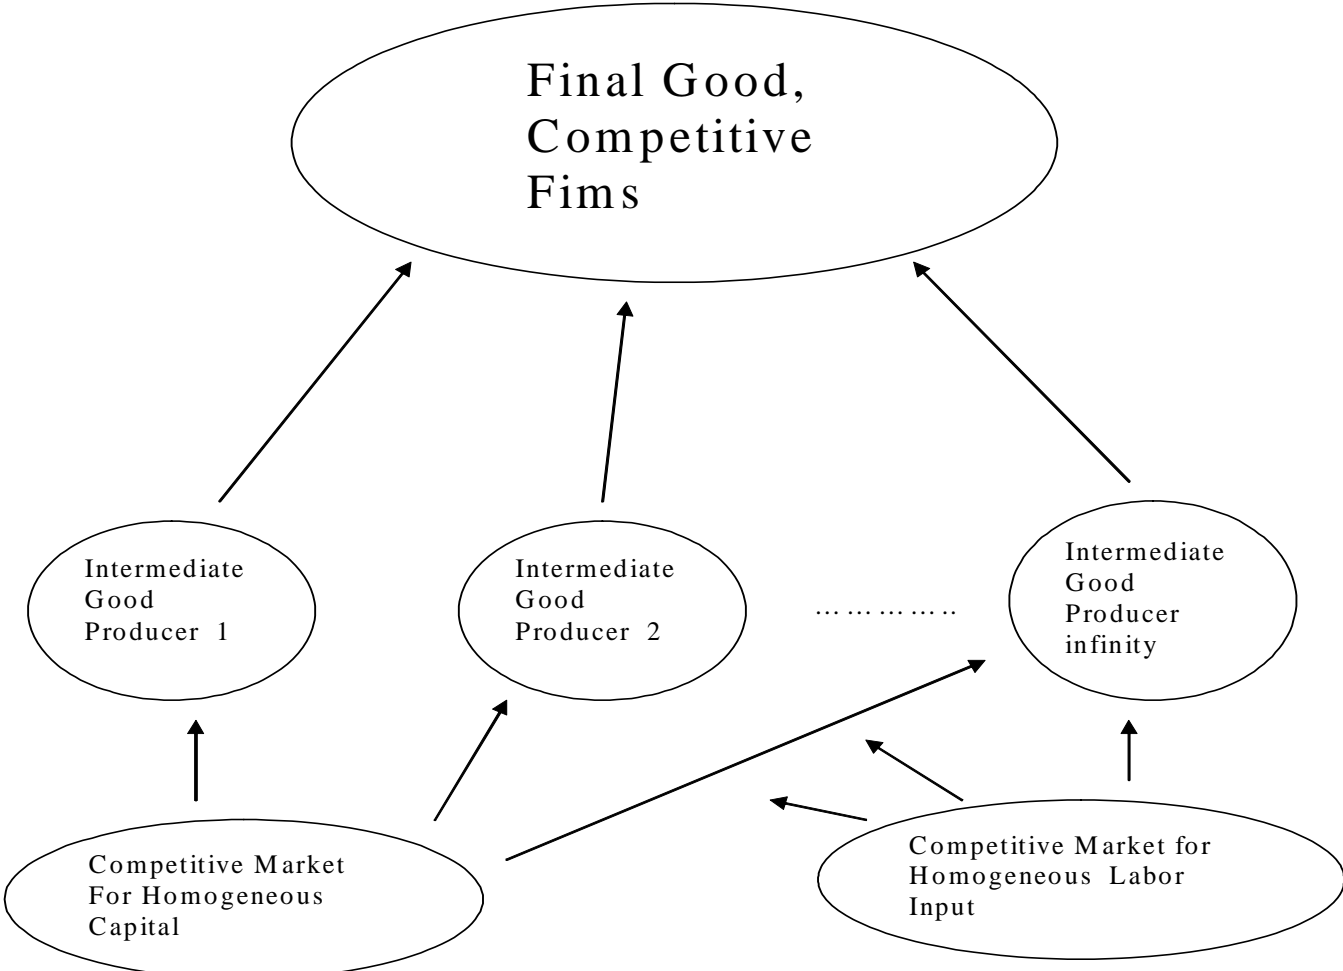 Final Good,
Competitive
Fims
Intermediate
Good
Producer 1
Intermediate
Good
Producer 2
…………..
Intermediate
Good
Producer
infinity
Competitive Market
For Homogeneous
Capital
Competitive Market for
Homogeneous Labor
Input